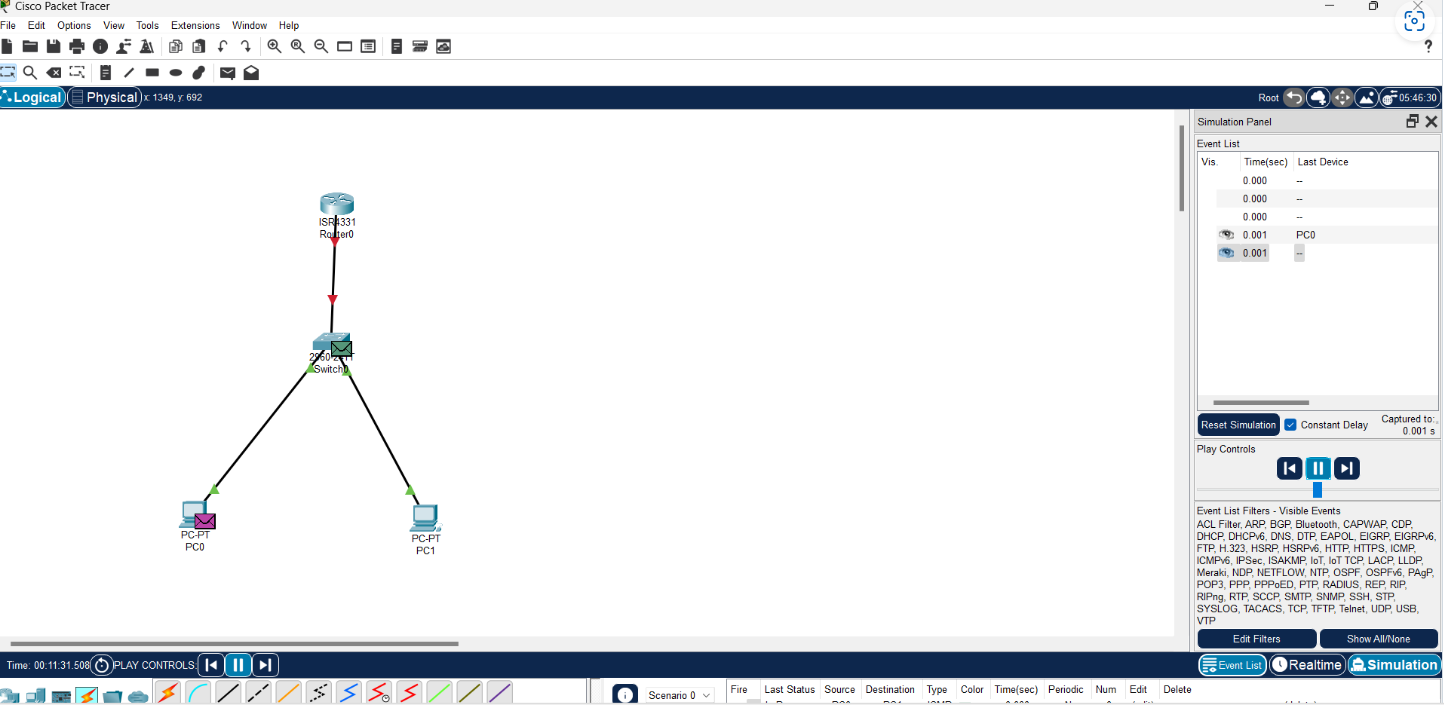 Cisco Packet Tracer
File Edit Options View Tools Extensions Window Help
?
Logical Physical x: 1349, y: 692 Root 05:46:30
Simulation Panel
Event List
Vis. Time(sec) Last Device
0.000 --
0.000 --
0.000 --
0.001 PC0
0.001 --
ISR4331
Router0
Switch0
PC-PT
PC0
PC-PT
PC1
Reset Simulation Constant Delay Captured to:
0.001 s
Play Controls
Event List Filters - Visible Events
ACL Filter, ARP, BGP, Bluetooth, CAPWAP, CDP,
DHCP, DHCPv6, DNS, DTP, EAPOL, EIGRP, EIGRPv6,
FTP, H.323, HSRP, HSRPv6, HTTP, HTTPS, ICMP,
ICMPv6, IPSec, ISAKMP, IoT, IoT TCP, LACP, LLDP,
Meraki, NDP, NETFLOW, NTP, OSPF, OSPFv6, PAgP,
POP3, PPP, PPPoED, PTP, RADIUS, REP, RIP,
RIPng, RTP, SCCP, SMTP, SNMP, SSH, STP,
SYSLOG, TACACS, TCP, TFTP, Telnet, UDP, USB,
VTP
Edit Filters Show All/None
Time: 00:11:31.508 PLAY CONTROLS: Event List Realtime Simulation
Scenario 0 Fire Last Status Source Destination Type Color Time(sec) Periodic Num Edit Delete